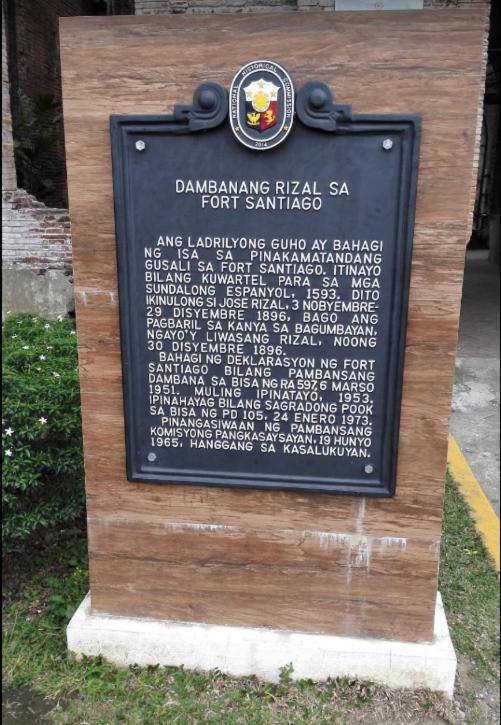 NATIONAL HISTORICAL COMMISSION
2014
DAMBANANG RIZAL SA
FORT SANTIAGO
ANG LADRILYONG GUHO AY BAHAGI
NG ISA SA PINAKAMATANDANG
GUSALI SA FORT SANTIAGO. ITINAYO
BILANG KUWARTEL PARA SA MGA
SUNDALONG ESPANYOL, 1593. DITO
IKINULONG SI JOSE RIZAL, 3 NOBYEMBRE-
29 DISYEMBRE 1896, BAGO ANG
PAGBARIL SA KANYA SA BAGUMBAYAN,
NGAYO'Y LIWASANG RIZAL, NOONG
30 DISYEMBRE 1896.
BAHAGI NG DEKLARASYON NG FORT
SANTIAGO BILANG PAMBANSANG
DAMBANA SA BISA NG RA 597, 6 MARSO
1951. MULING IPINATAYO, 1953.
IPINAHAYAG BILANG SAGRADONG POOK
SA BISA NG PD 105, 24 ENERO 1973.
PINANGASIWAAN NG PAMBANSANG
KOMISYONG PANGKASAYSAYAN, 19 HUNYO
1965, HANGGANG SA KASALUKUYAN.